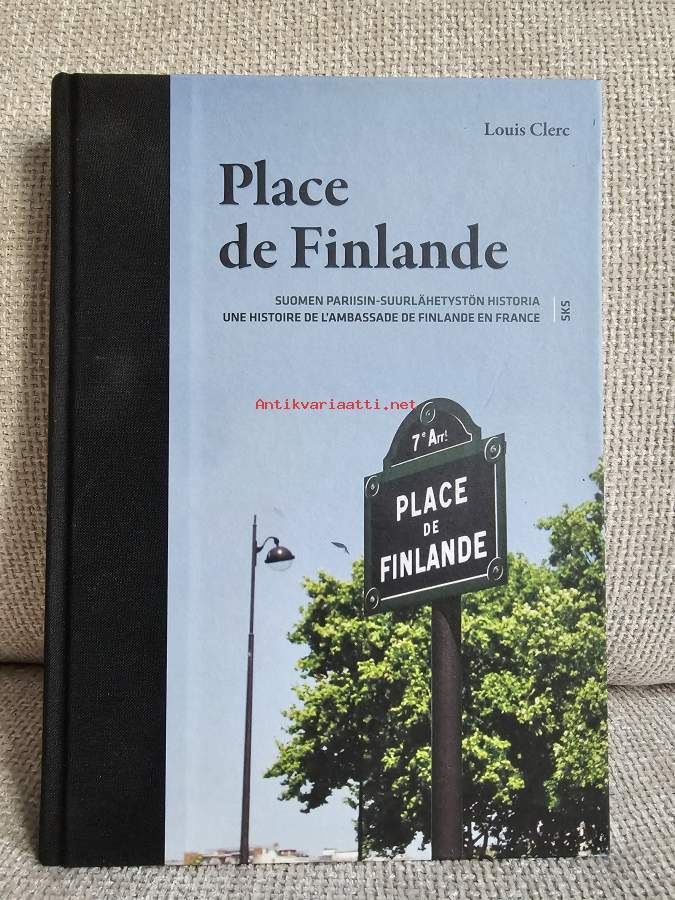 Louis Clerc
Place
de Finlande
SUOMEN PARIISIN-SUURLÄHETYSTÖN HISTORIA
UNE HISTOIRE DE L'AMBASSADE DE FINLANDE EN FRANCE
SKS
Antikvariaatti.net
7e Arrt
PLACE
DE
FINLANDE